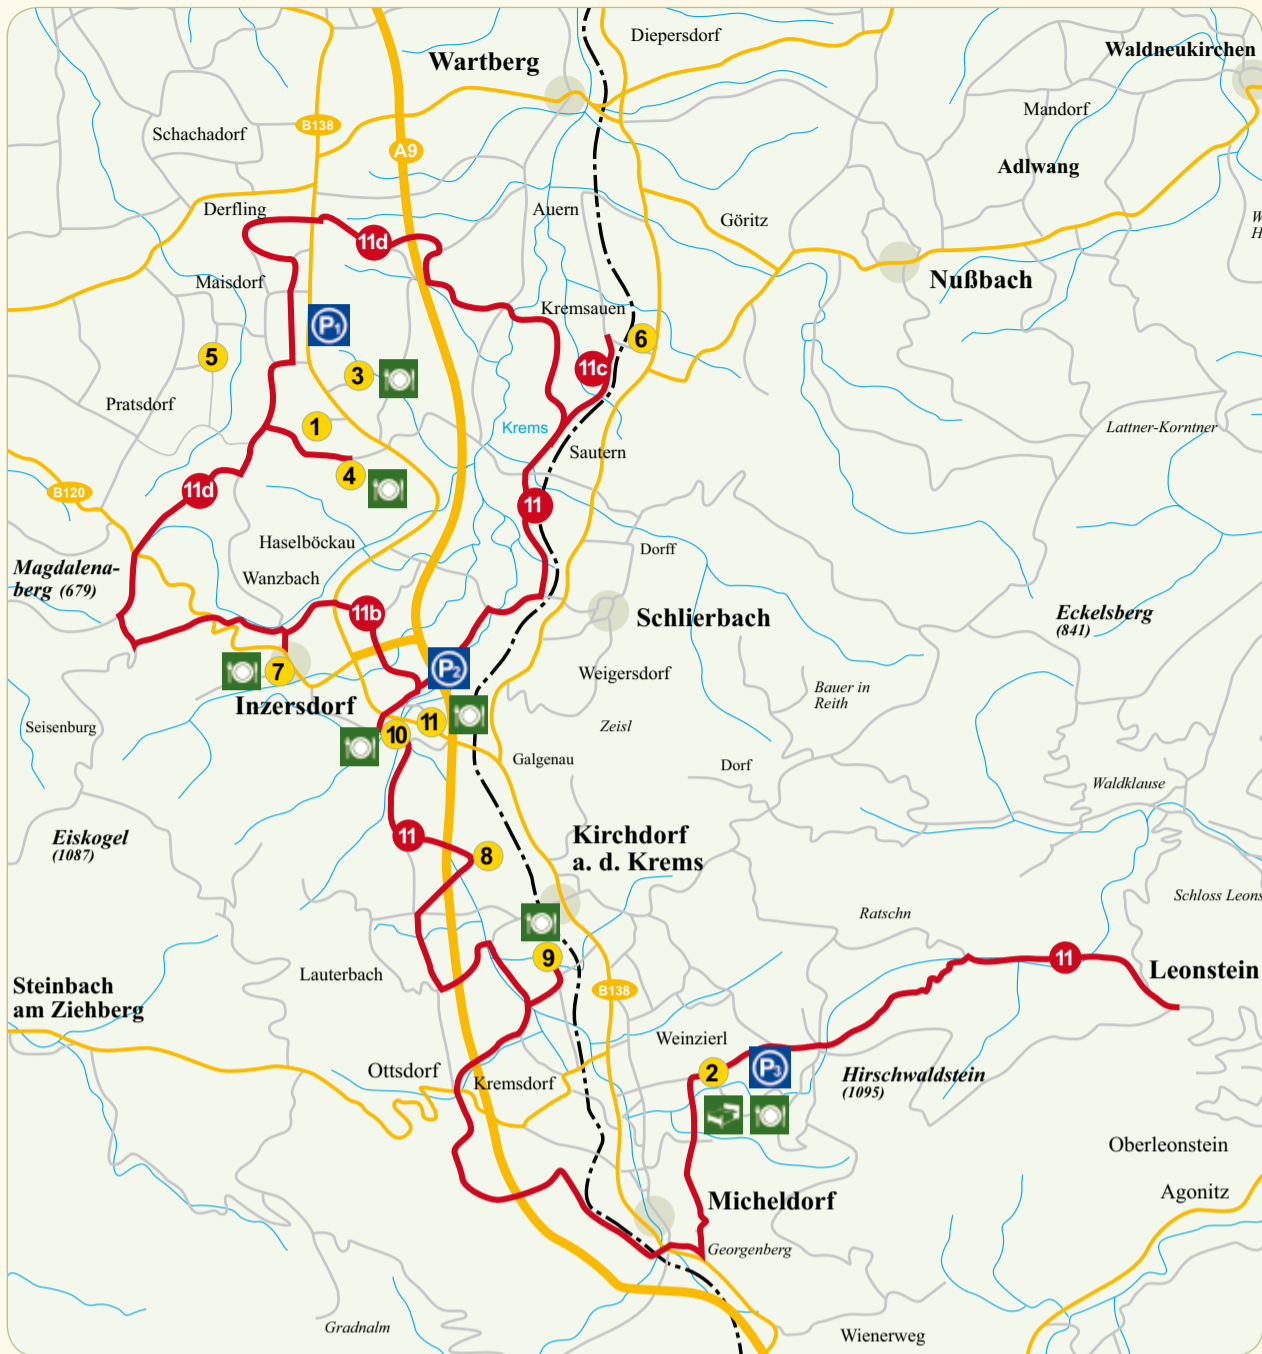 Diepersdorf
Wartberg
Waldneukirchen
Mandorf
B138
Schachadorf
A9
Adlwang
Derfling
Auern
Göritz
11d
Nußbach
Maisdorf
Kremsauen
P1
6
5
3
11c
Pratsdorf
1
Krems
Lattner-Korntner
Sautern
4
B120
11d
11
Haselböckau
Dorff
Magdalena-
berg (679)
Wanzbach
11b
Schlierbach
Eckelsberg
(841)
P2
7
Weigersdorf
Bauer in
Reith
Inzersdorf
Seisenburg
10
11
Zeisl
Galgenau
Dorf
Waldklause
Eiskogel
(1087)
11
8
Kirchdorf
a. d. Krems
Schloss Leons
Ratschn
9
11
Leonstein
Lauterbach
Steinbach
am Ziehberg
B138
Weinzierl
Ottsdorf
Kremsdorf
2
P3
Hirschwaldstein
(1095)
Oberleonstein
Agonitz
Micheldorf
Georgenberg
Gradnalm
Wienerweg